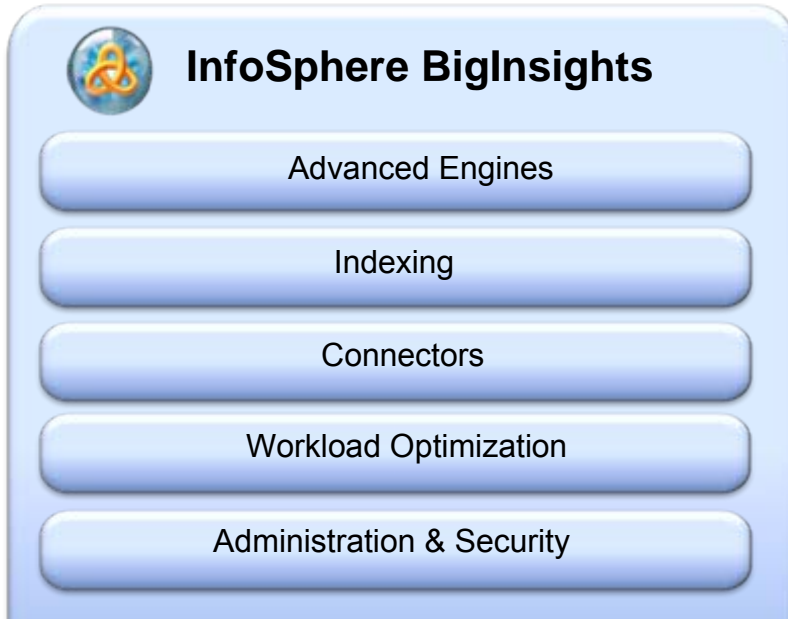 InfoSphere BigInsights
Advanced Engines
Indexing
Connectors
Workload Optimization
Administration & Security